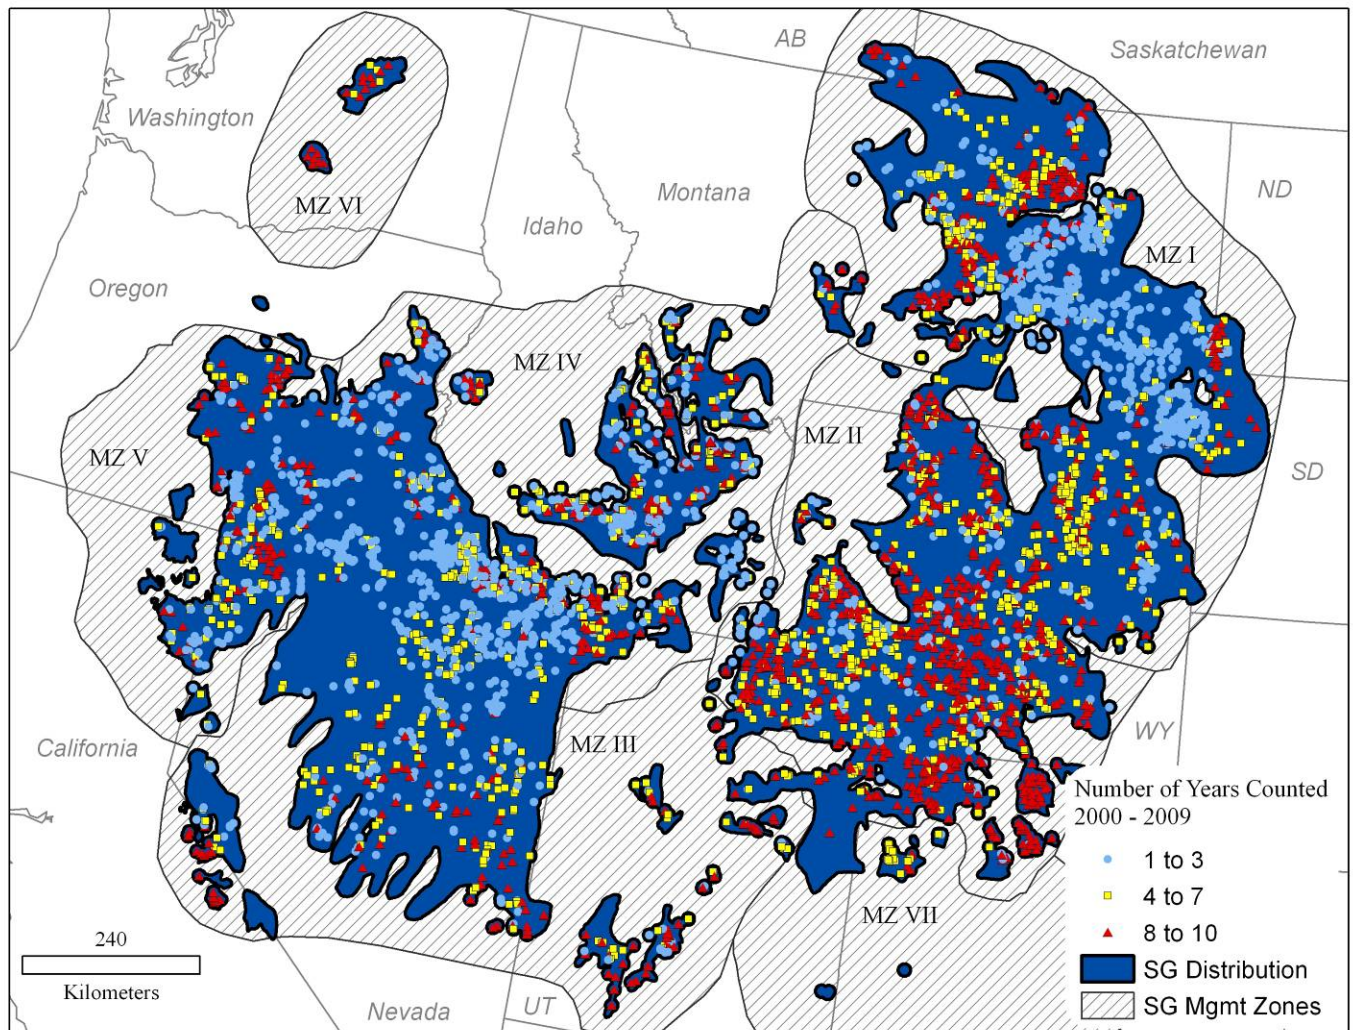 AB
Saskatchewan
Washington
Montana
ND
MZ VI
Idaho
MZ I
Oregon
MZ IV
MZ II
MZ V
SD
California
MZ III
WY
Number of Years Counted
2000 - 2009
1 to 3
4 to 7
MZ VII
8 to 10
240
SG Distribution
Kilometers
Nevada
UT
SG Mgmt Zones